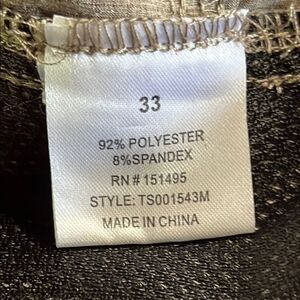 33
92% POLYESTER
8%SPANDEX
RN # 151495
STYLE: TS001543M
MADE IN CHINA